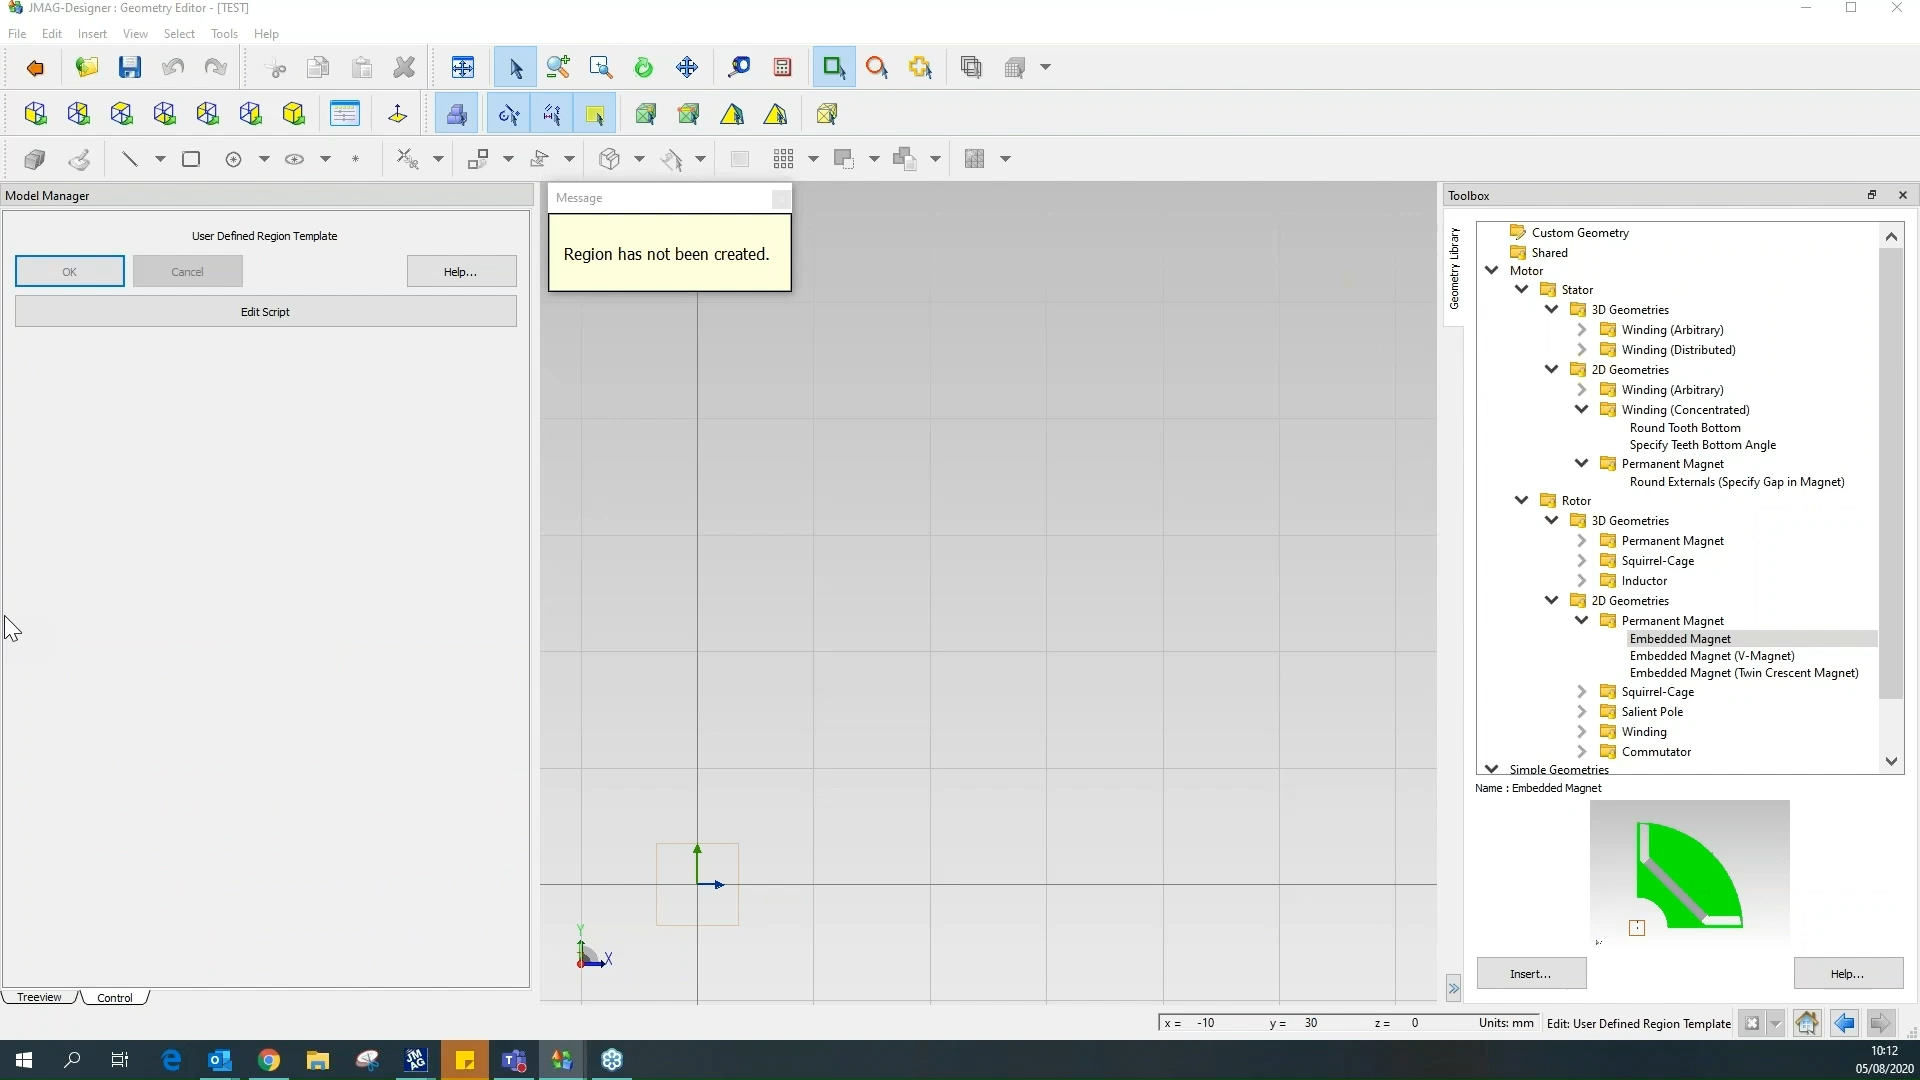 JMAG-Designer : Geometry Editor - [TEST]
File Edit Insert View Select Tools Help
Model Manager
User Defined Region Template
OK Cancel Help...
Edit Script
Treeview Control
Message
Region has not been created.
Y
X
Toolbox
Geometry Library
Custom Geometry
Shared
Motor
Stator
3D Geometries
Winding (Arbitrary)
Winding (Distributed)
2D Geometries
Winding (Arbitrary)
Winding (Concentrated)
Round Tooth Bottom
Specify Teeth Bottom Angle
Permanent Magnet
Round Externals (Specify Gap in Magnet)
Rotor
3D Geometries
Permanent Magnet
Squirrel-Cage
Inductor
2D Geometries
Permanent Magnet
Embedded Magnet
Embedded Magnet (V-Magnet)
Embedded Magnet (Twin Crescent Magnet)
Squirrel-Cage
Salient Pole
Winding
Commutator
Simple Geometries
Name : Embedded Magnet
Insert... Help...
x = -10 y = 30 z = 0 Units: mm Edit: User Defined Region Template
JM
AG
10:12
05/08/2020